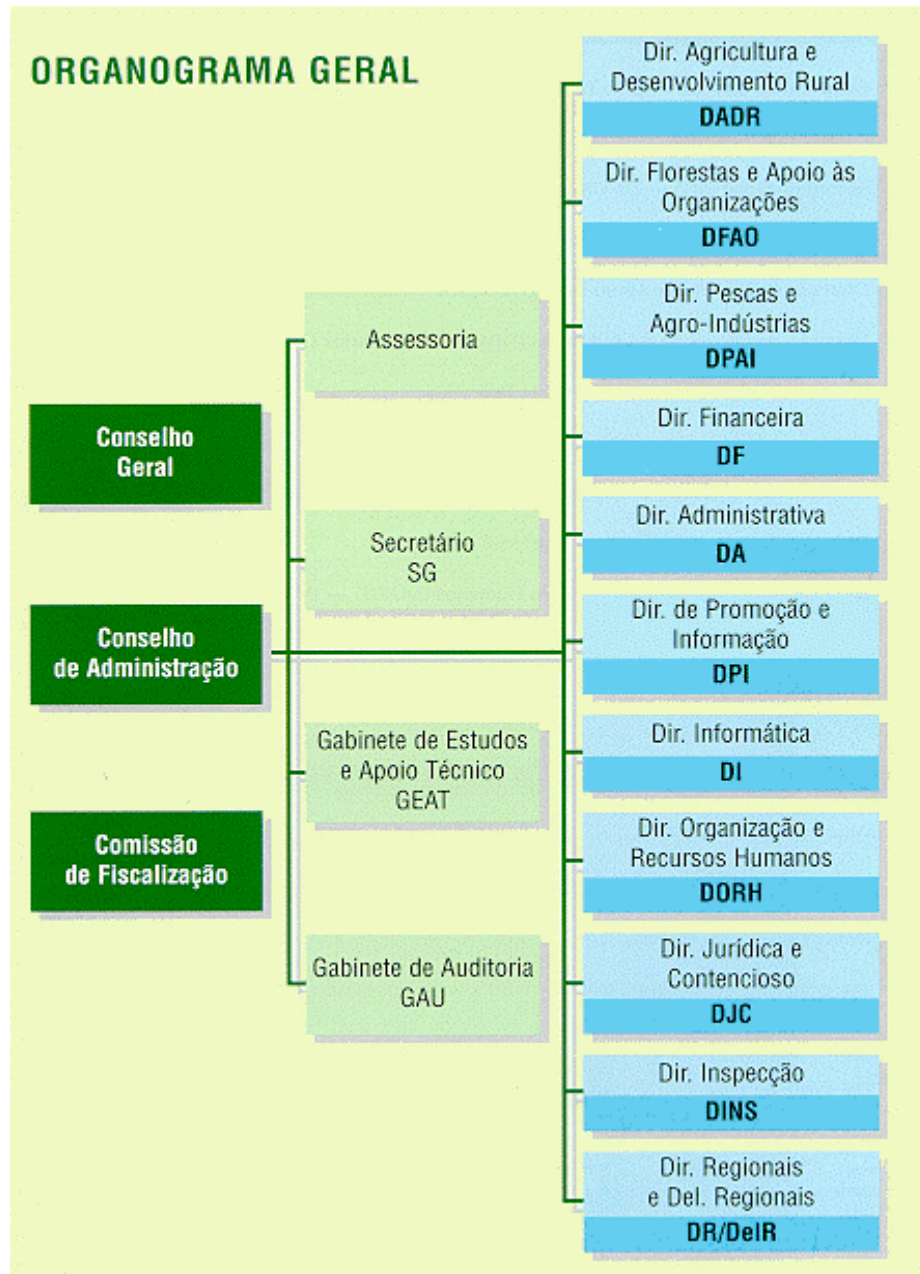 ORGANOGRAMA GERAL
Conselho
Geral
Conselho
de Administração
Comissão
de Fiscalização
Assessoria
Secretário
SG
Gabinete de Estudos
e Apoio Técnico
GEAT
Gabinete de Auditoria
GAU
Dir. Agricultura e
Desenvolvimento Rural
DADR
Dir. Florestas e Apoio às
Organizações
DFAO
Dir. Pescas e
Agro-Indústrias
DPAI
Dir. Financeira
DF
Dir. Administrativa
DA
Dir. de Promoção e
Informação
DPI
Dir. Informática
DI
Dir. Organização e
Recursos Humanos
DORH
Dir. Jurídica e
Contencioso
DJC
Dir. Inspecção
DINS
Dir. Regionais
e Del. Regionais
DR/DelR